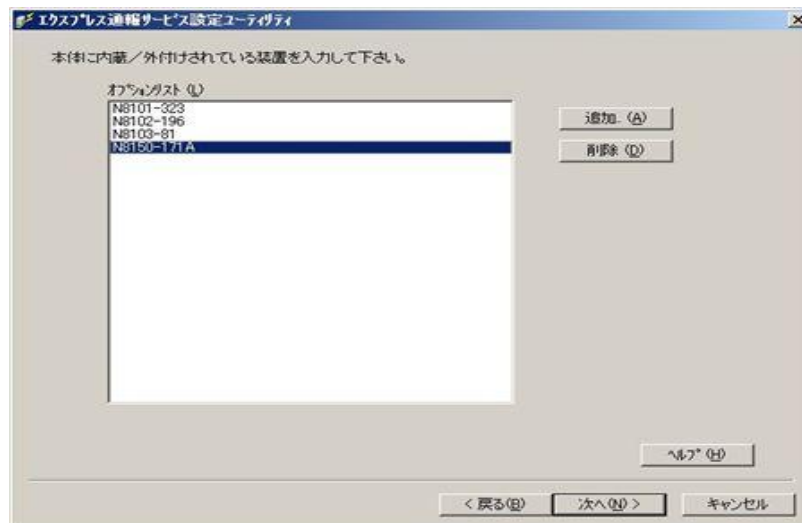 エクスプレス通報サービス設定ユーティリティ
本体に内蔵／外付けされている装置を入力して下さい。
オプションリスト (L)
N8101-323
N8102-196
N8103-81
N8150-171A
追加.. (A)
削除 (D)
ヘルプ (H)
< 戻る(B)
次へ(N) >
キャンセル